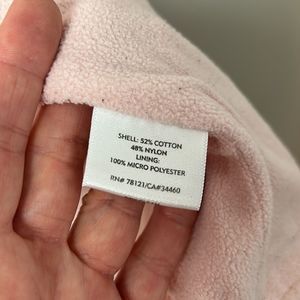 SHELL: 52% COTTON
48% NYLON
LINING:
100% MICRO POLYESTER
RN# 78121/CA#34460